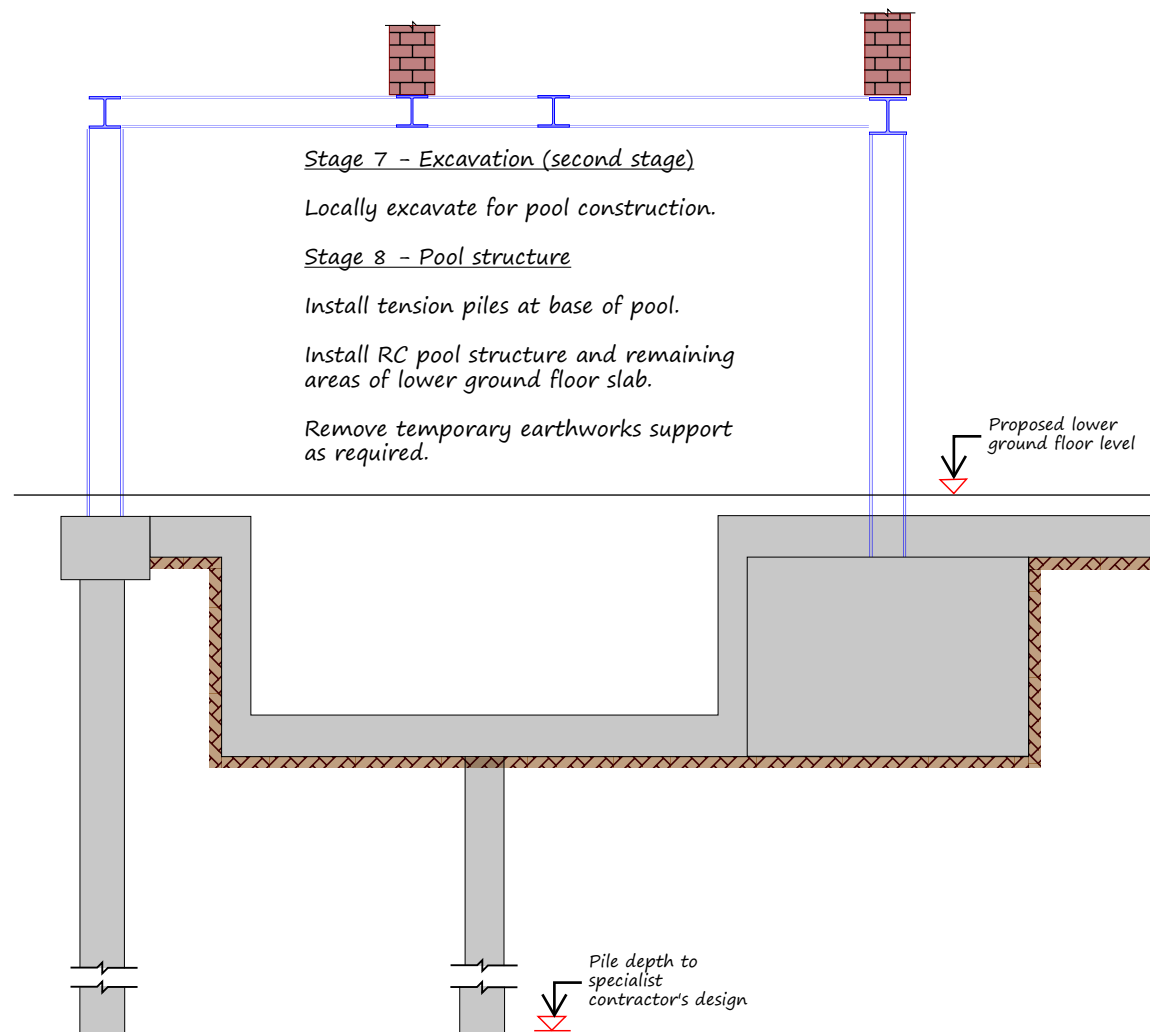 Stage 7 - Excavation (second stage)
Locally excavate for pool construction.
Stage 8 - Pool structure
Install tension piles at base of pool.
Install RC pool structure and remaining
areas of lower ground floor slab.
Remove temporary earthworks support
as required.
Proposed lower
ground floor level
Pile depth to
specialist
contractor's design